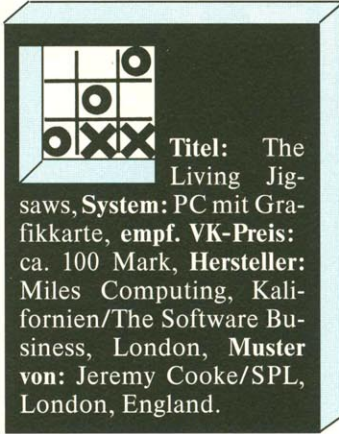 Titel: The
Living Jig-
saws, System: PC mit Gra-
fikkarte, empf. VK-Preis:
ca. 100 Mark, Hersteller:
Miles Computing, Kali-
fornien/The Software Bu-
siness, London, Muster
von: Jeremy Cooke/SPL,
London, England.